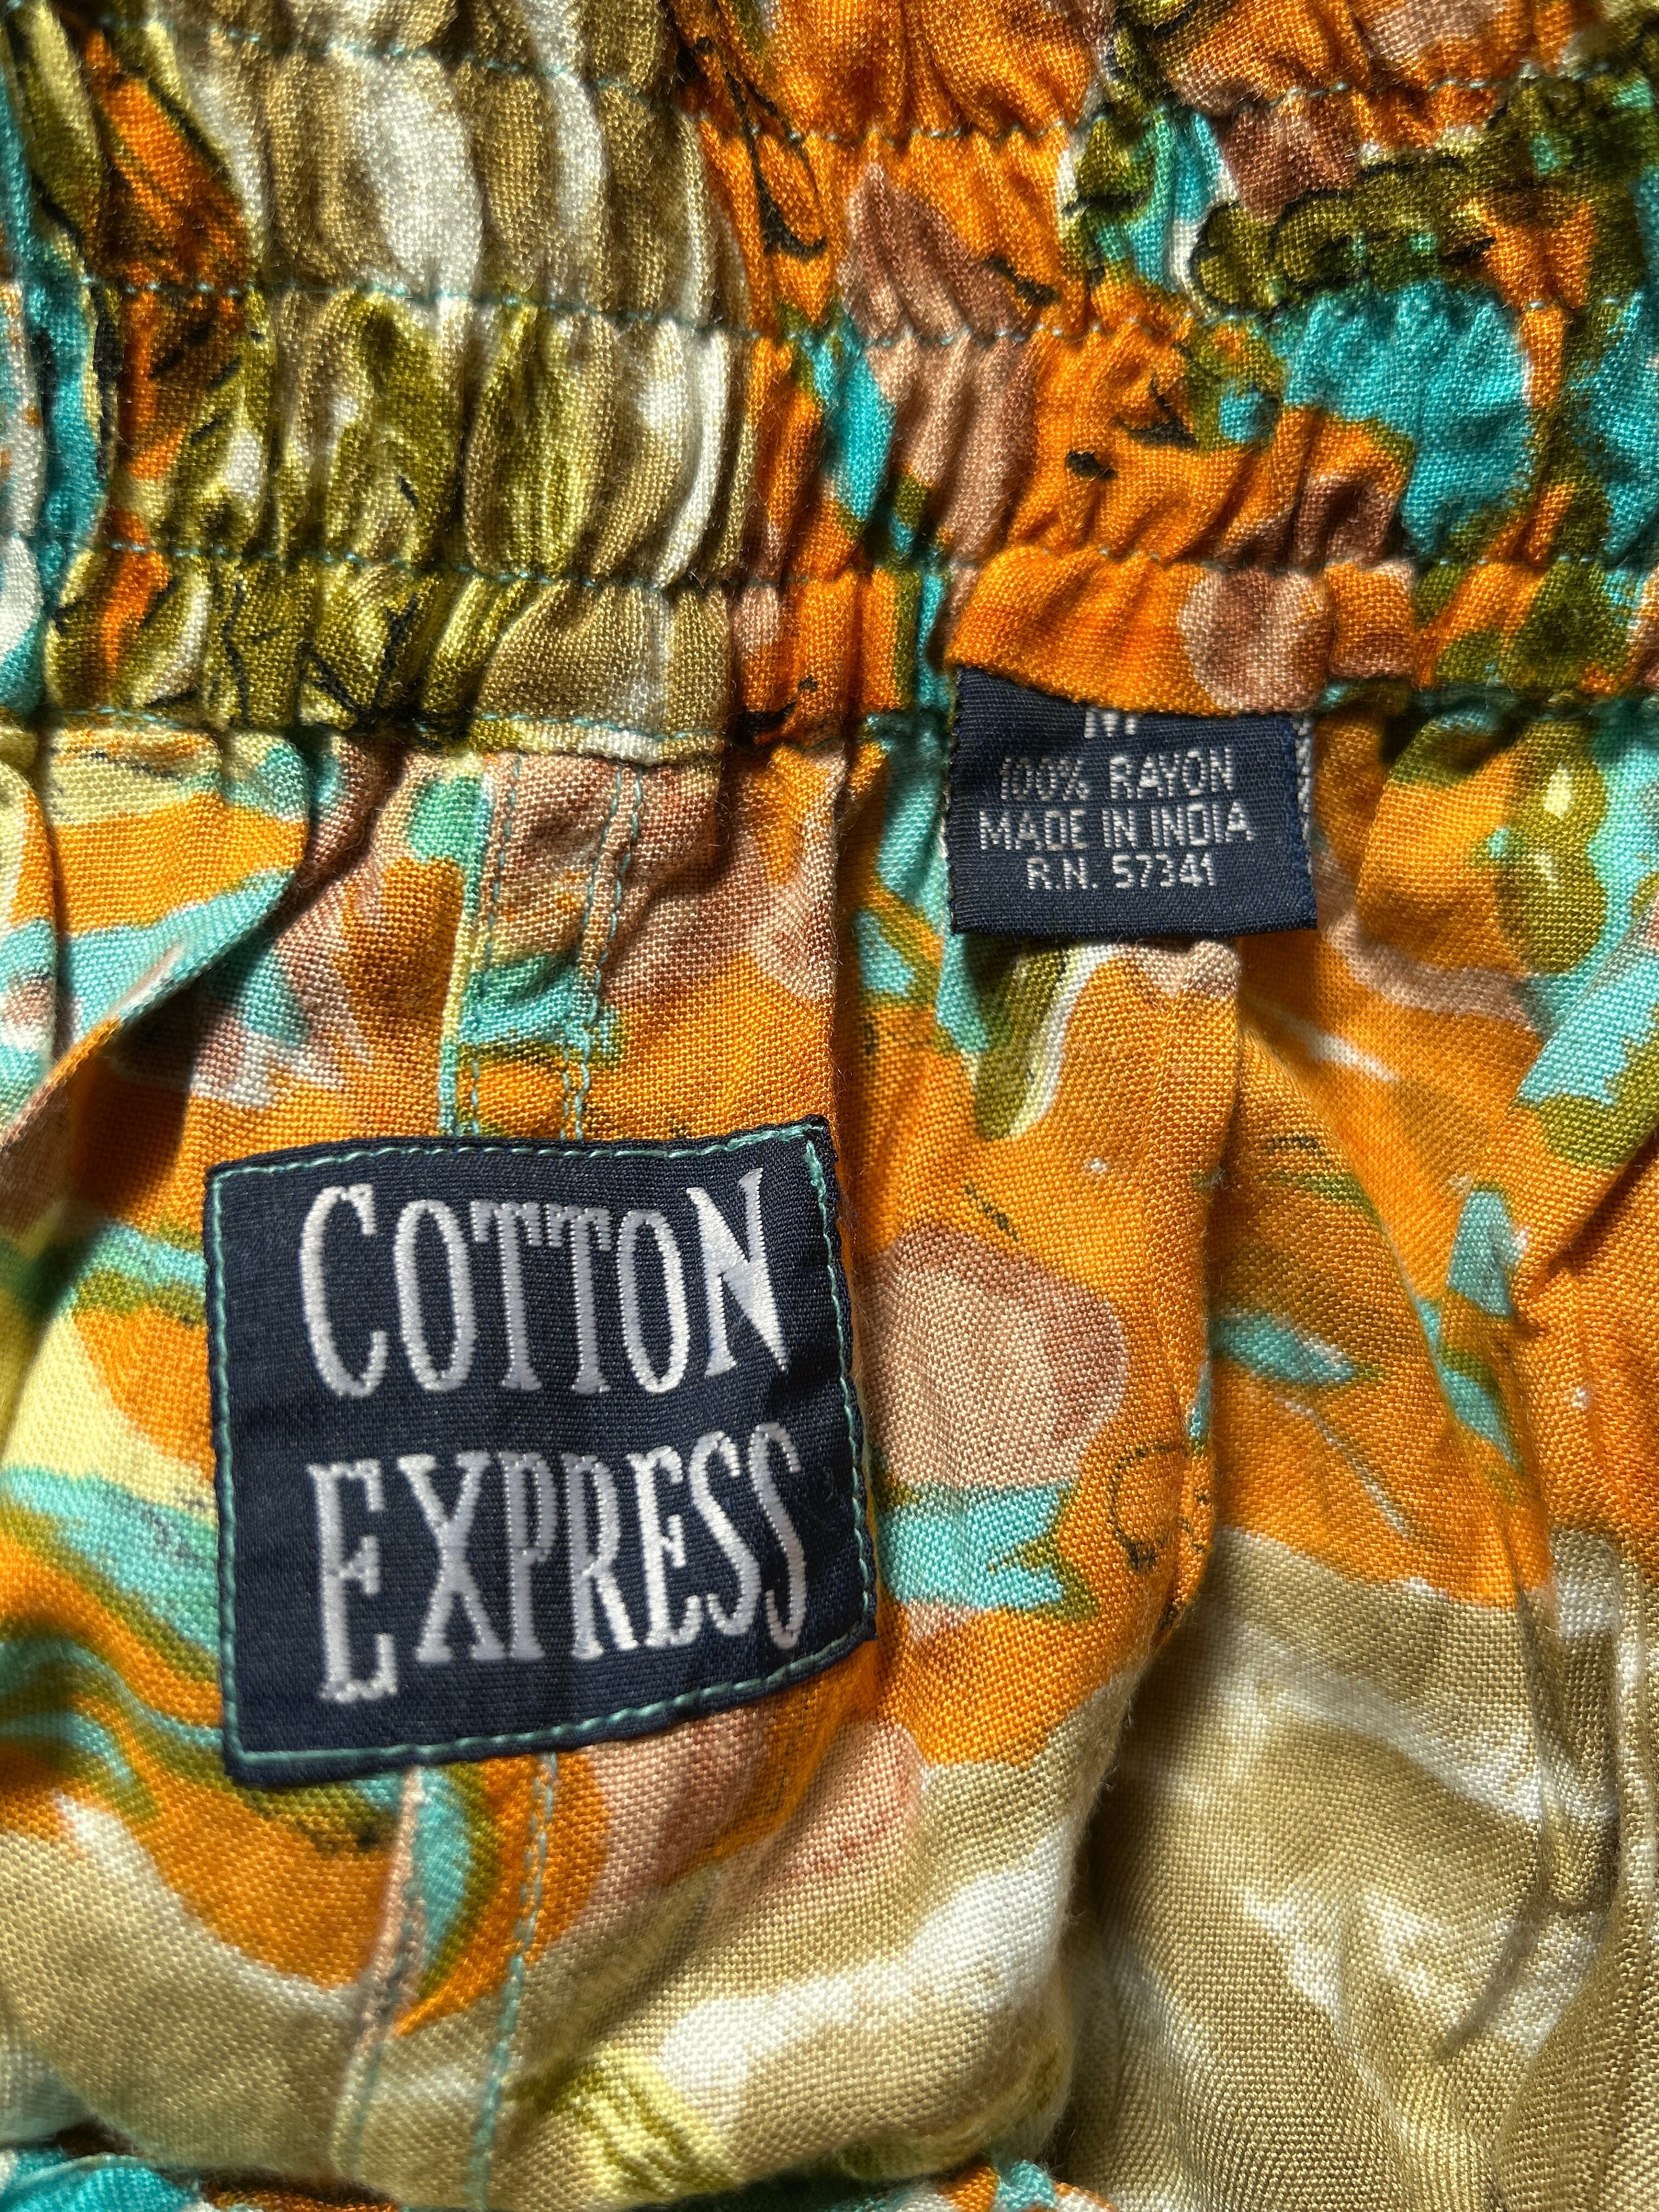 M
100% RAYON
MADE IN INDIA
R.N. 57341
COTTON
EXPRESS